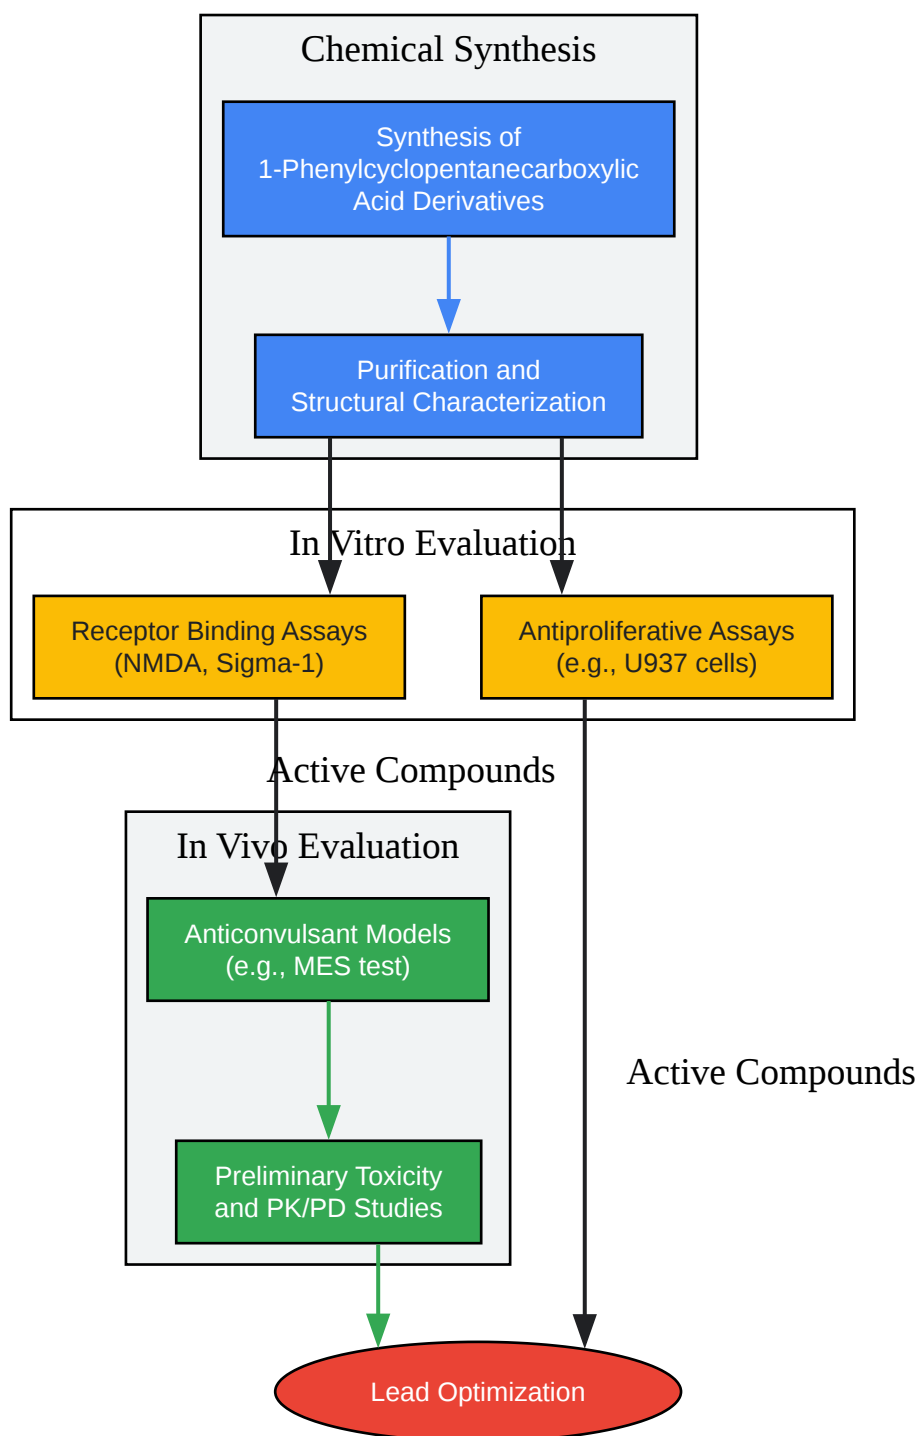 Chemical Synthesis
Synthesis of
1-Phenylcyclopentanecarboxylic
Acid Derivatives
Purification and
Structural Characterization
In Vitro Evaluation
Receptor Binding Assays
(NMDA, Sigma-1)
Antiproliferative Assays
(e.g., U937 cells)
Active Compounds
In Vivo Evaluation
Anticonvulsant Models
(e.g., MES test)
Active Compounds
Preliminary Toxicity
and PK/PD Studies
Lead Optimization